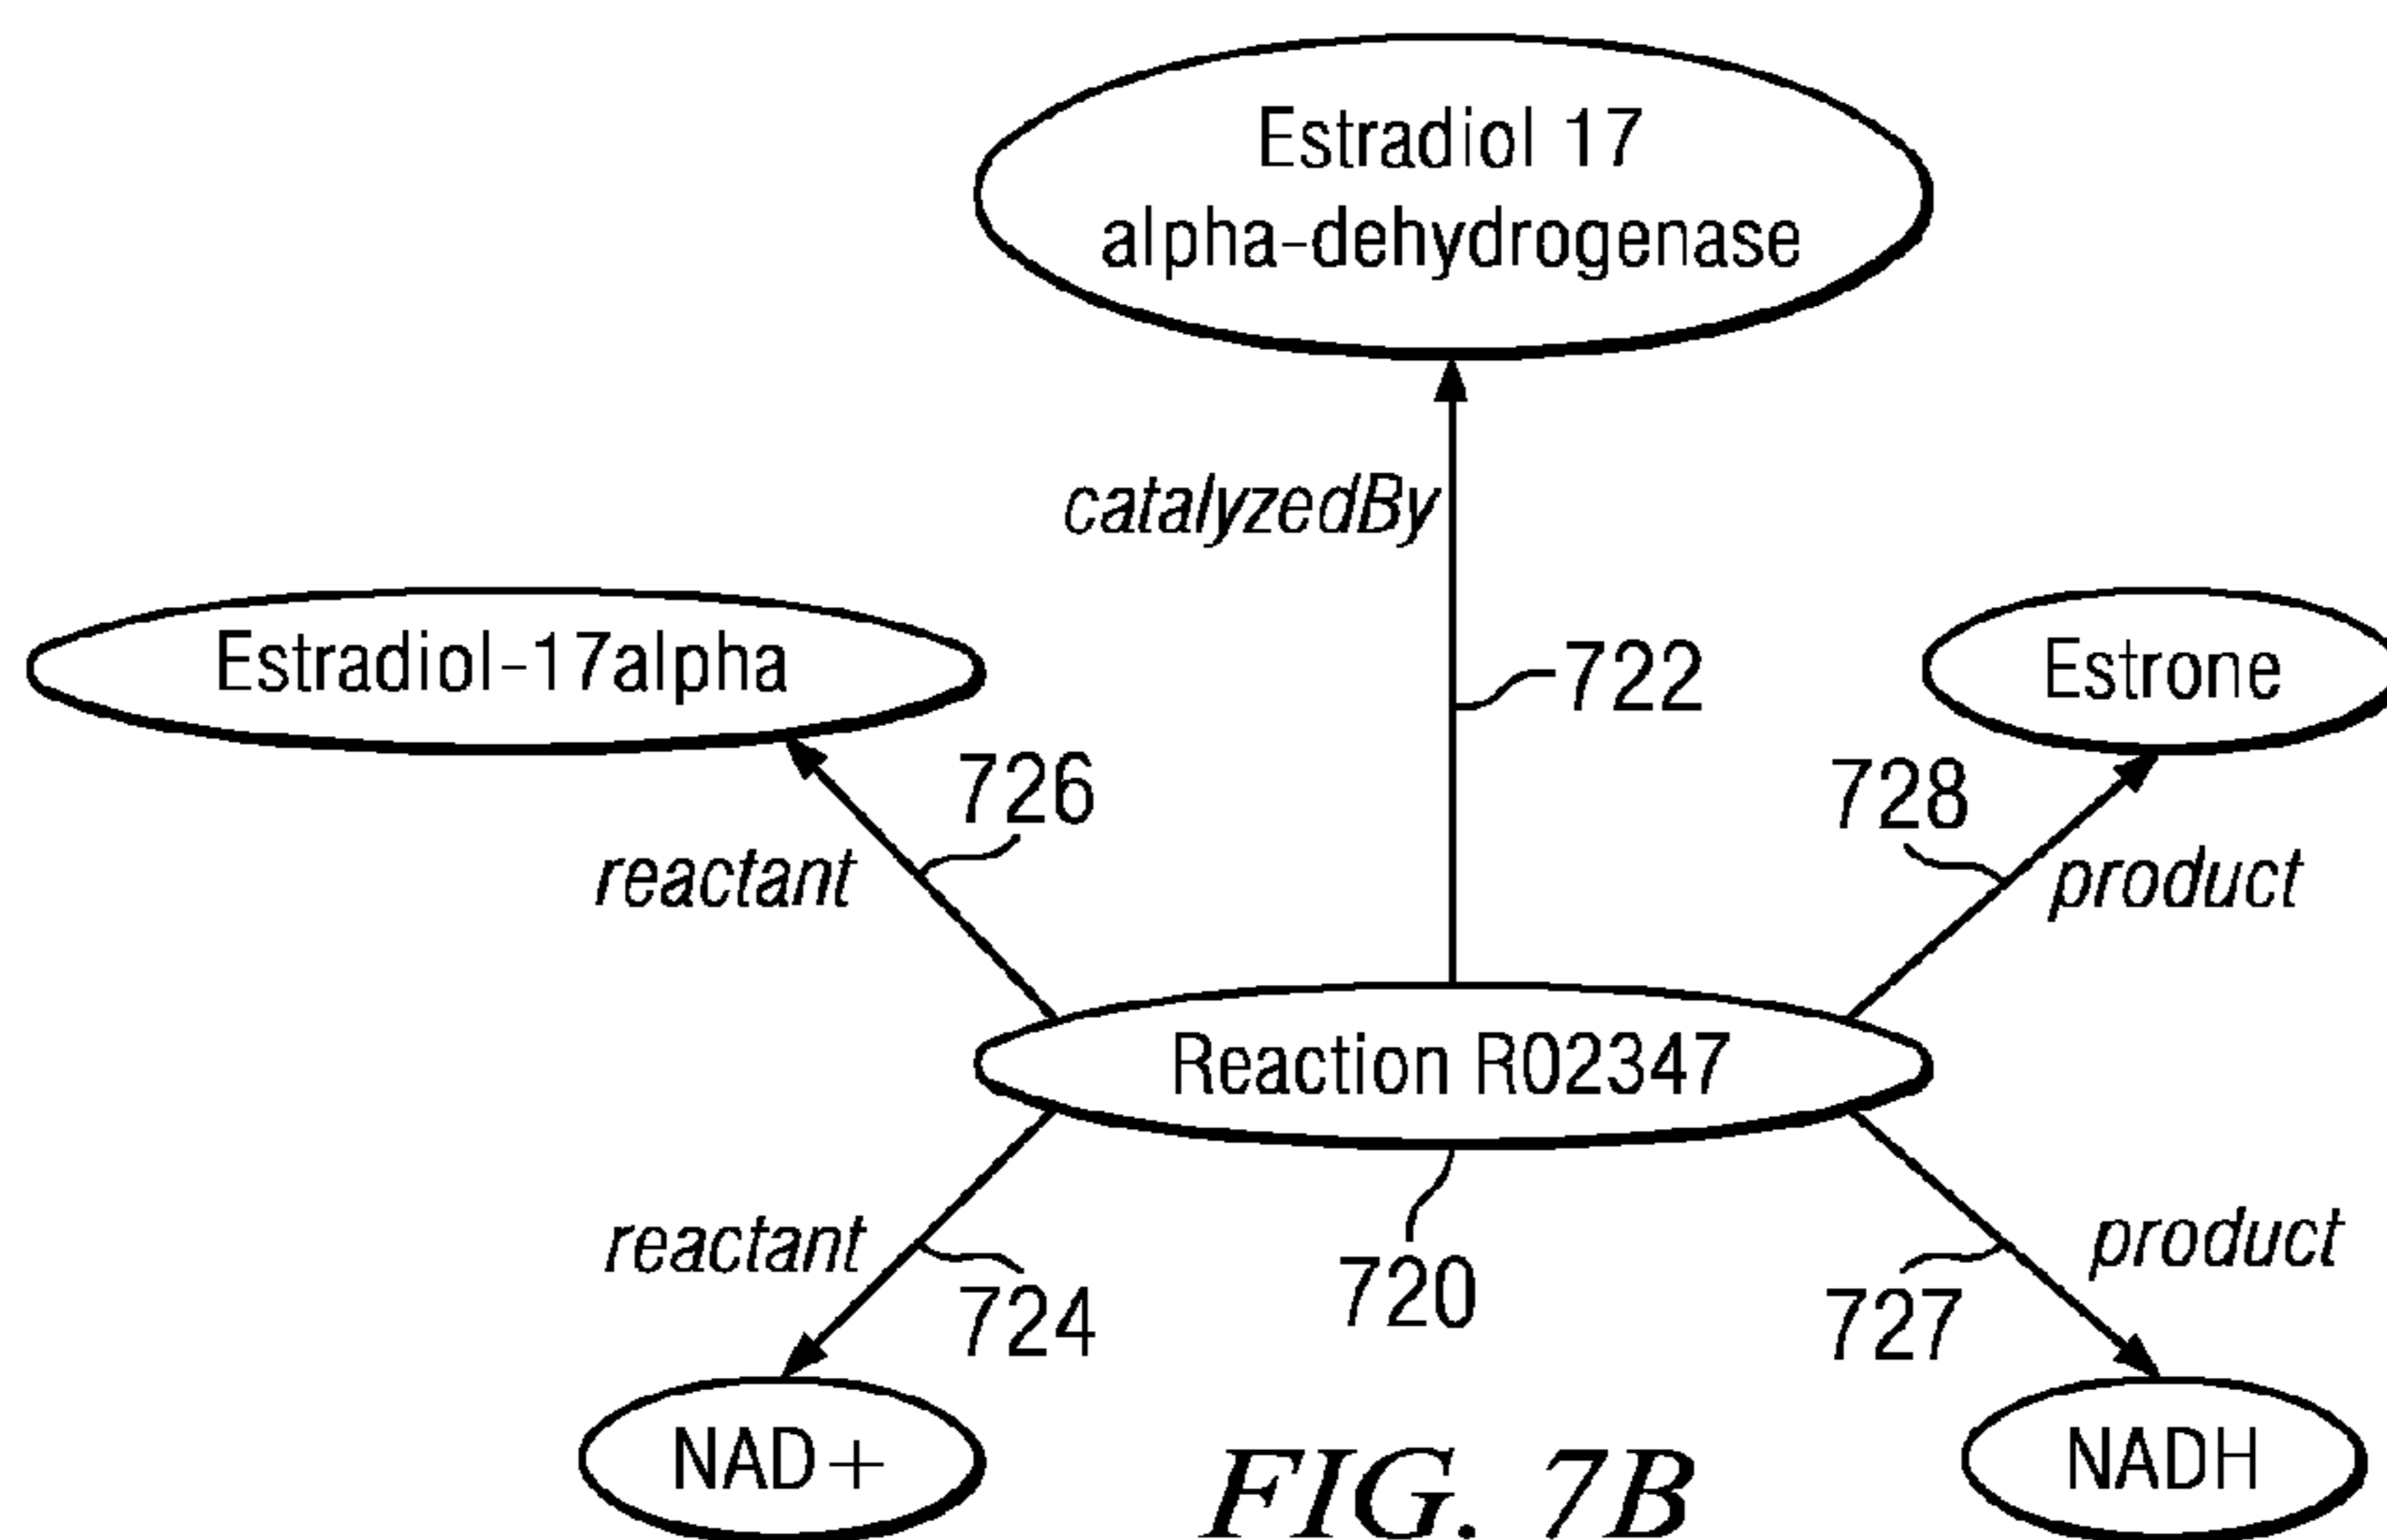 Estradiol 17
alpha-dehydrogenase
catalyzedBy
722
Estradiol-17alpha
Estrone
726
reactant
728
product
Reaction R02347
reactant
724
720
product
727
NAD+
NADH
FIG. 7B